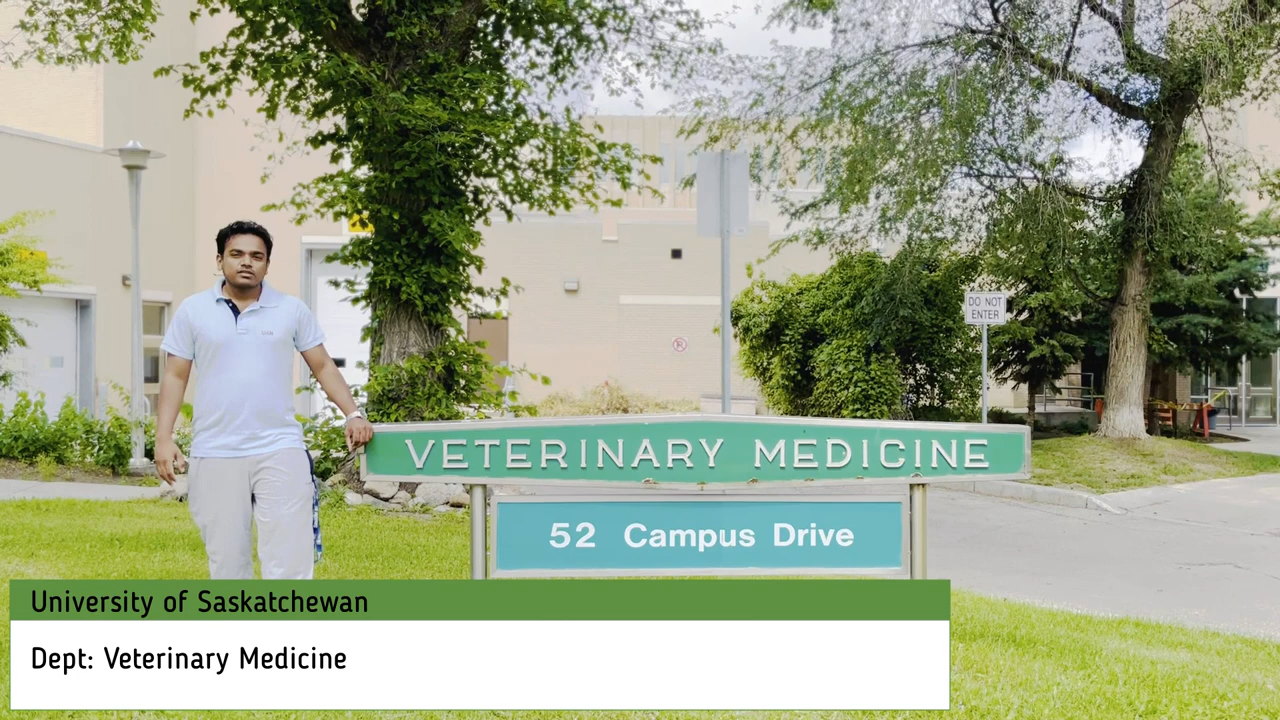 DO NOT
ENTER
VETERINARY MEDICINE
52 Campus Drive
University of Saskatchewan
Dept: Veterinary Medicine